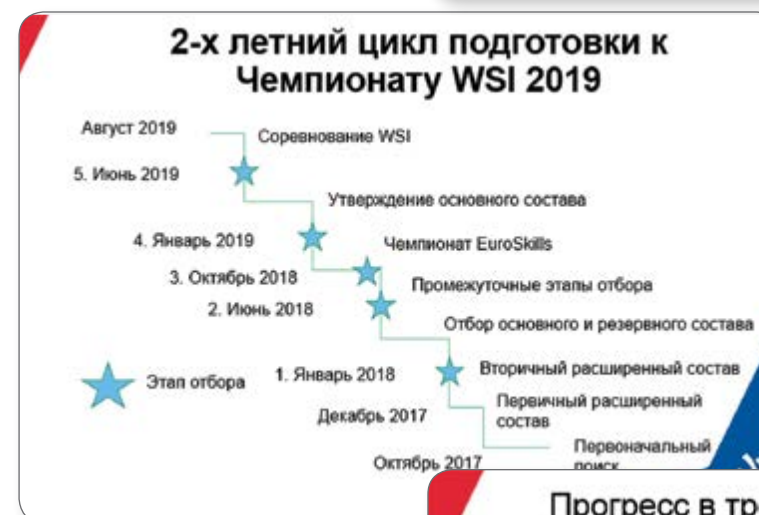 2-х летний цикл подготовки к
Чемпионату WSI 2019
Август 2019
Соревнование WSI
5. Июнь 2019
Утверждение основного состава
4. Январь 2019
Чемпионат EuroSkills
3. Октябрь 2018
Промежуточные этапы отбора
2. Июнь 2018
Отбор основного и резервного состава
Этап отбора
1. Январь 2018
Вторичный расширенный состав
Декабрь 2017
Первичный расширенный
состав
Октябрь 2017
Первоначальный
поиск
Прогресс в